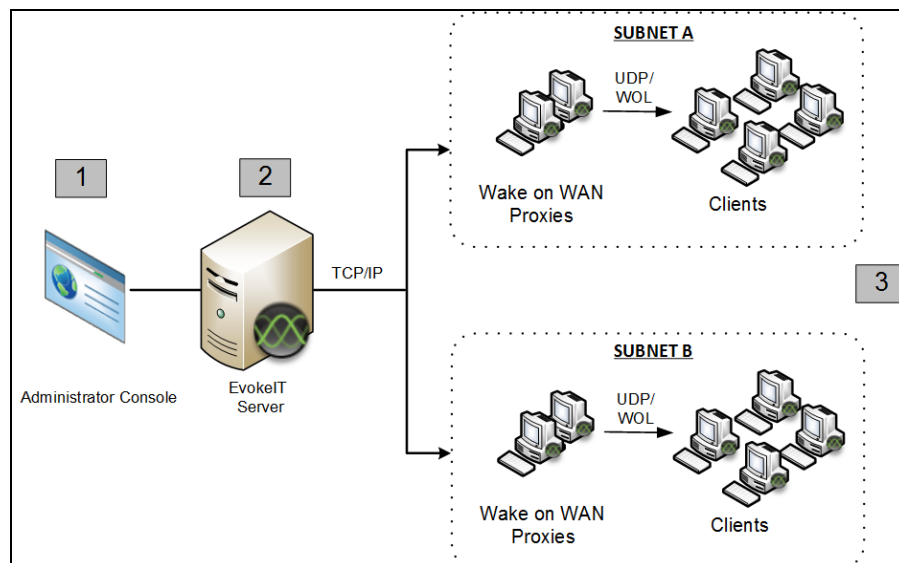 SUBNET A
UDP/
WOL
Wake on WAN
Proxies
Clients
1
2
3
TCP/IP
Administrator Console
EvokeIT
Server
SUBNET B
UDP/
WOL
Wake on WAN
Proxies
Clients